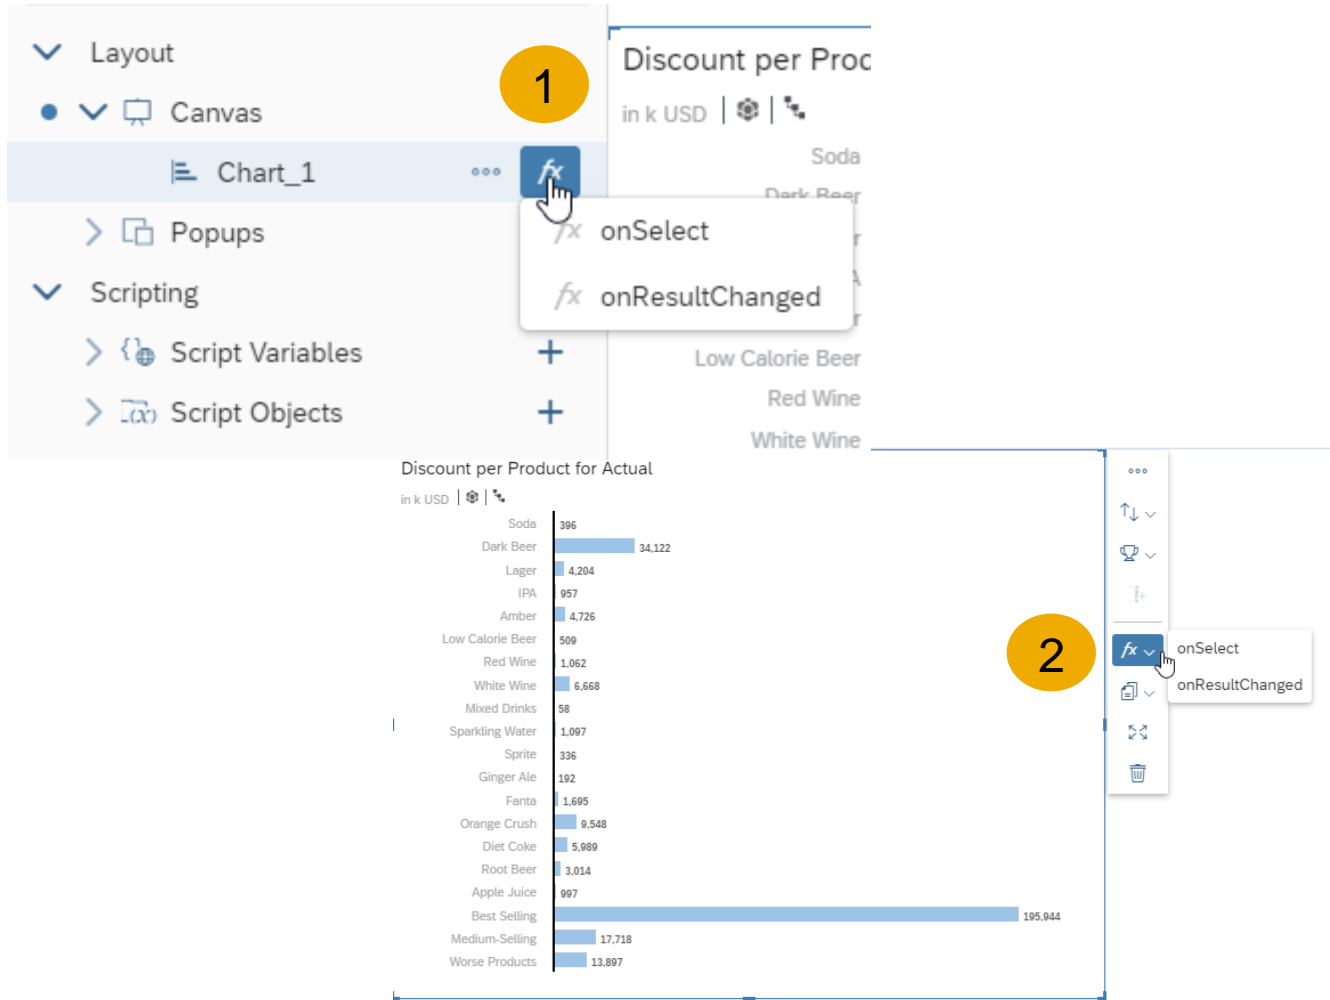 Layout
Canvas
Chart_1
fx
Popups
Scripting
Script Variables
Script Objects
1
fx onSelect
fx onResultChanged
Discount per Proc
in k USD
Soda
Dark Beer
r
A
r
Low Calorie Beer
Red Wine
White Wine
Discount per Product for Actual
in k USD
Soda 396
Dark Beer 34,122
Lager 4,204
IPA 957
Amber 4,726
Low Calorie Beer 509
Red Wine 1,062
White Wine 6,668
Mixed Drinks 58
Sparkling Water 1,097
Sprite 336
Ginger Ale 192
Fanta 1,695
Orange Crush 9,548
Diet Coke 5,989
Root Beer 3,014
Apple Juice 997
Best Selling 195,944
Medium-Selling 17,718
Worse Products 13,897
2
fx
onSelect
onResultChanged